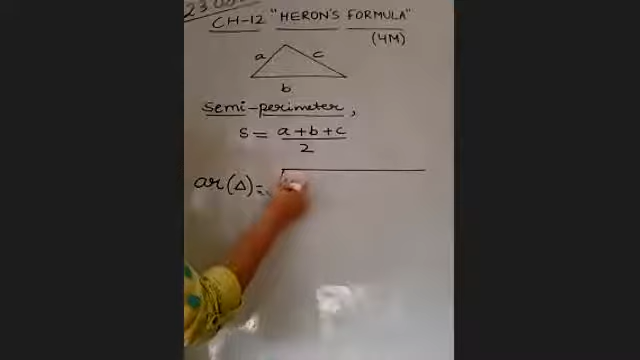 CH-12 "HERON'S FORMULA"
(4M)
a
c
b
Semi-perimeter,
S = a+b+c
2
ar(△) =